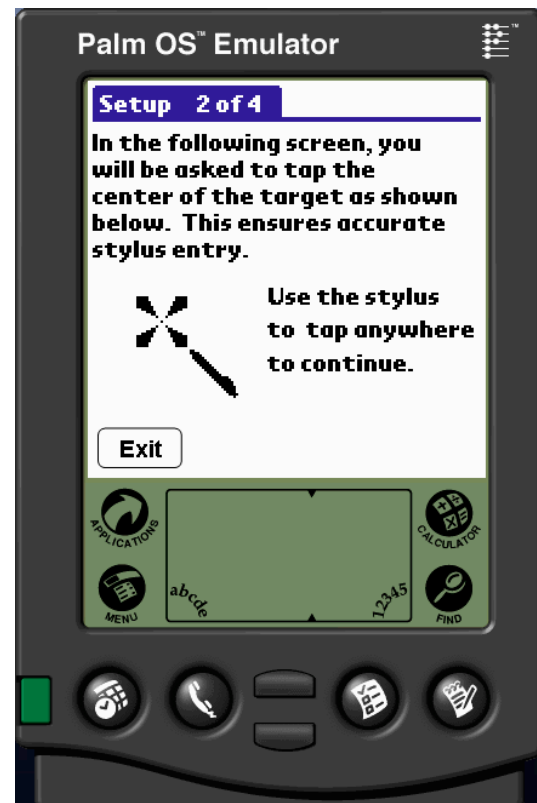 Palm OS™ Emulator
™
Setup 2 of 4
In the following screen, you
will be asked to tap the
center of the target as shown
below. This ensures accurate
stylus entry.
Use the stylus
to tap anywhere
to continue.
Exit
APPLICATIONS
CALCULATOR
MENU
abcde
12345
FIND